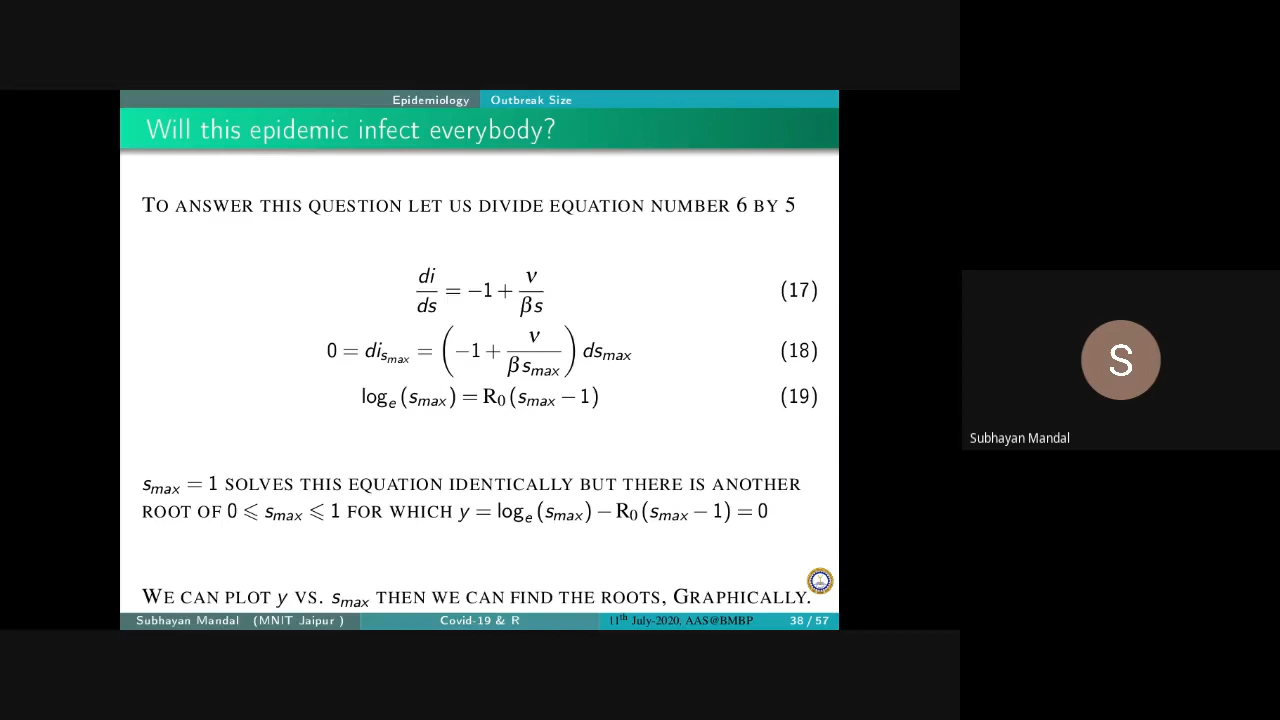 Epidemiology Outbreak Size
Will this epidemic infect everybody?
TO ANSWER THIS QUESTION LET US DIVIDE EQUATION NUMBER 6 BY 5
di/ds = −1 + ν/βs (17)
0 = di_{s_max} = (−1 + ν/βs_max) ds_max (18)
log_e (s_max) = R₀ (s_max − 1) (19)
s_max = 1 SOLVES THIS EQUATION IDENTICALLY BUT THERE IS ANOTHER
ROOT OF 0 ⩽ s_max ⩽ 1 FOR WHICH y = log_e (s_max) − R₀ (s_max − 1) = 0
WE CAN PLOT y VS. s_max THEN WE CAN FIND THE ROOTS, GRAPHICALLY.
Subhayan Mandal (MNIT Jaipur ) Covid-19 & R 11th July-2020, AAS@BMBP 38 / 57
S
Subhayan Mandal